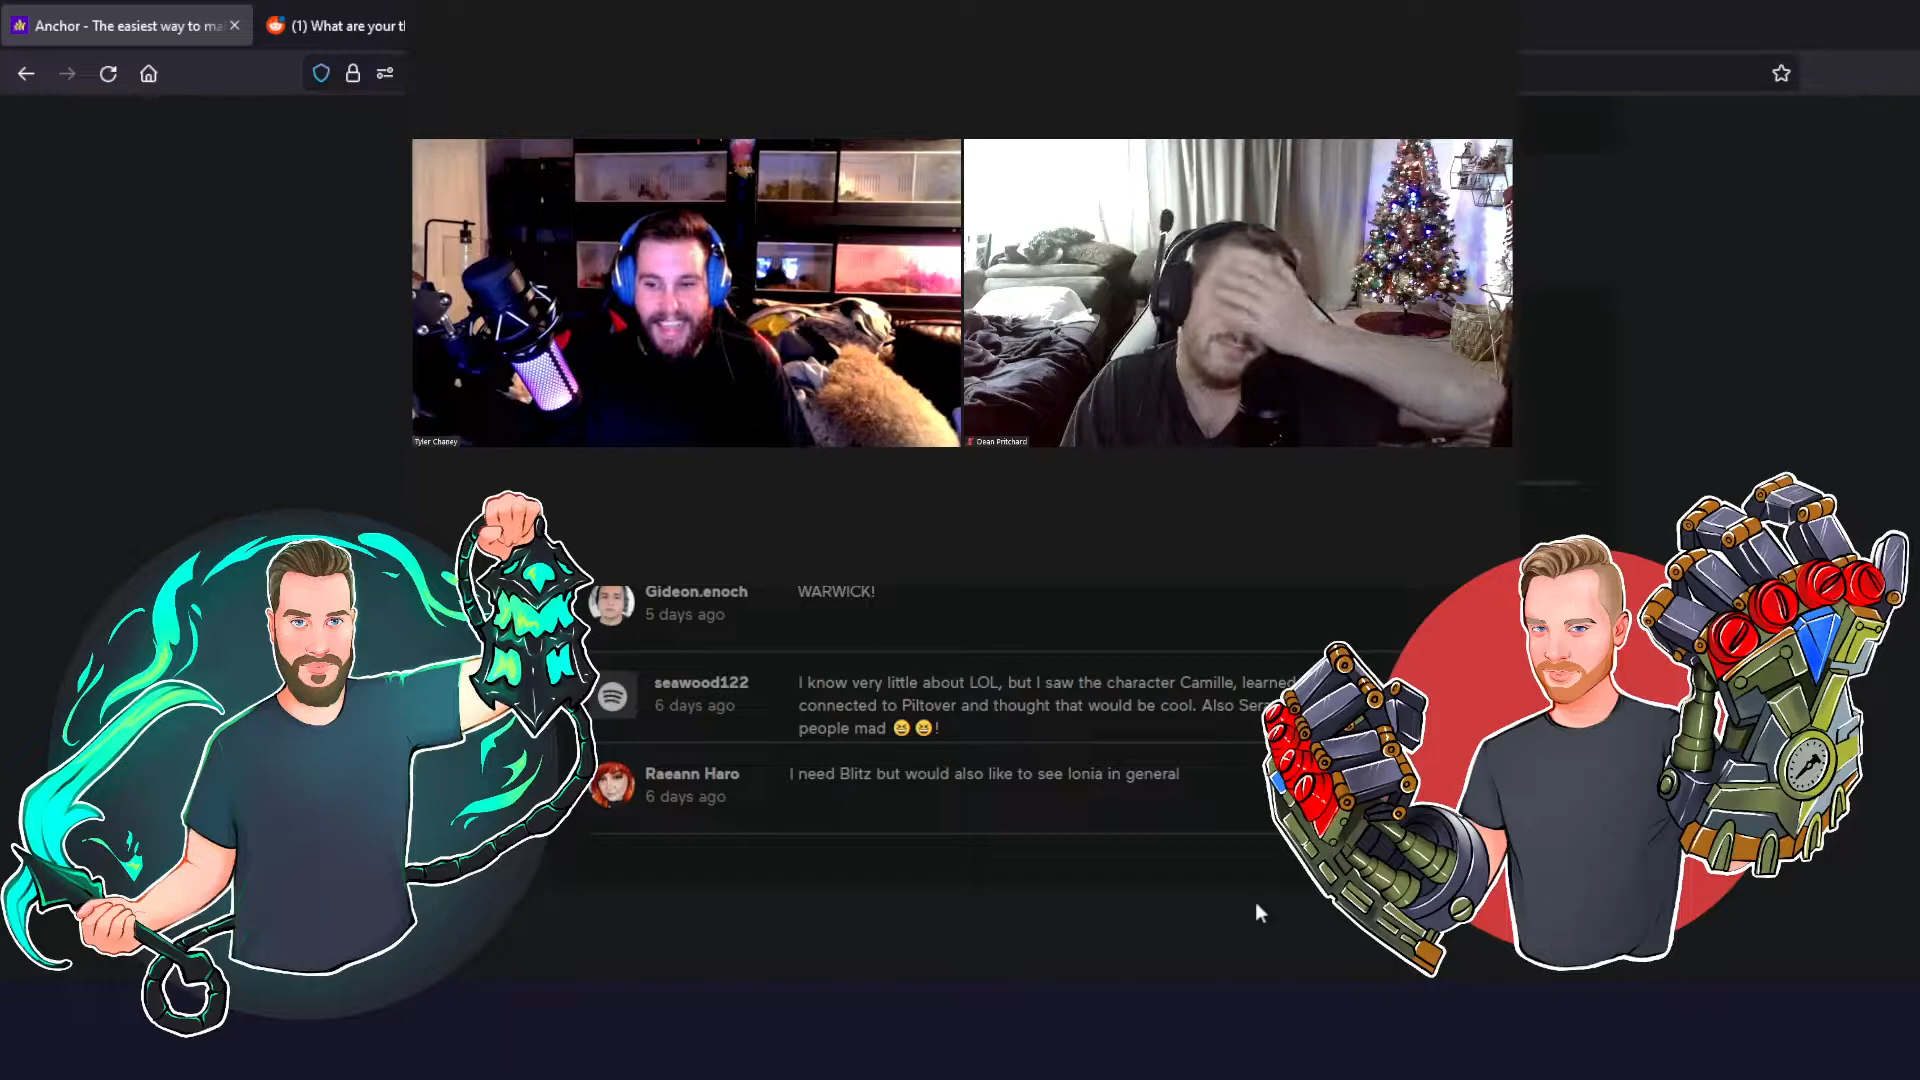 Anchor - The easiest way to ma
(1) What are your t
Tyler Chaney
Dean Pritchard
Gideon.enoch WARWICK!
5 days ago
seawood122 I know very little about LOL, but I saw the character Camille, learned
6 days ago connected to Piltover and thought that would be cool. Also Ser
people mad 😆😆!
Raeann Haro I need Blitz but would also like to see Ionia in general
6 days ago